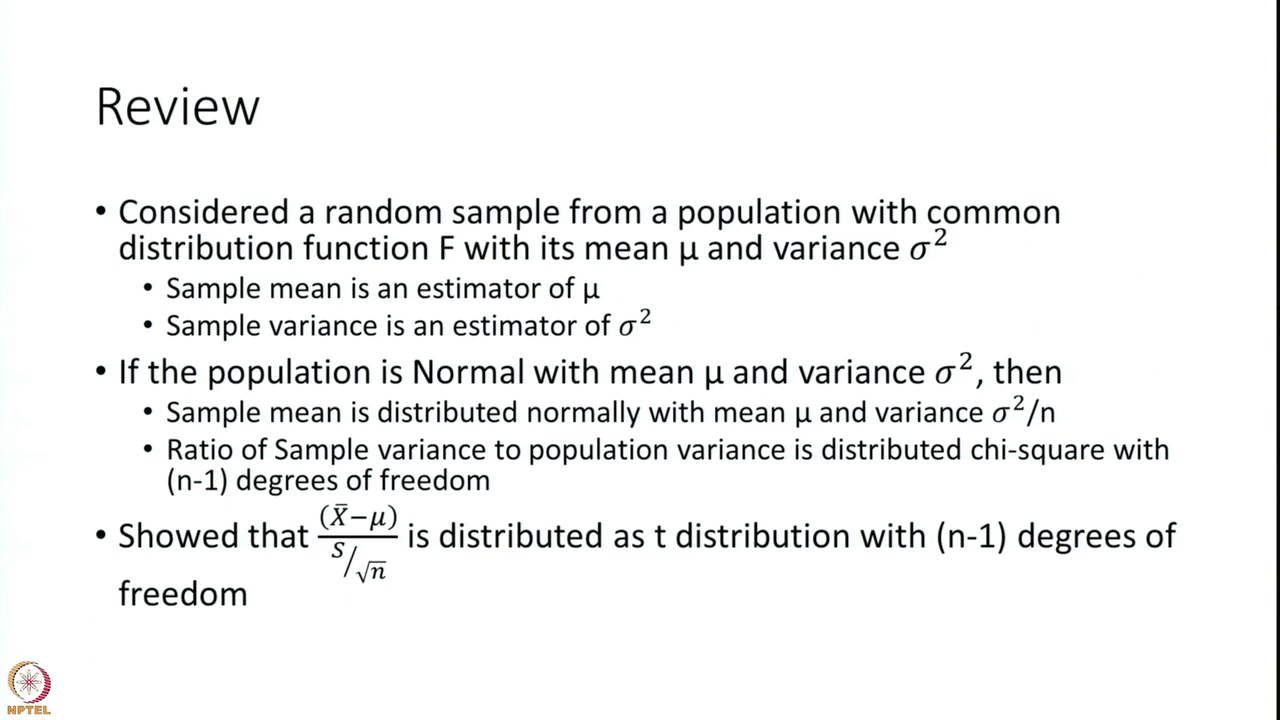 Review
• Considered a random sample from a population with common
distribution function F with its mean μ and variance σ²
• Sample mean is an estimator of μ
• Sample variance is an estimator of σ²
• If the population is Normal with mean μ and variance σ², then
• Sample mean is distributed normally with mean μ and variance σ²/n
• Ratio of Sample variance to population variance is distributed chi-square with
(n-1) degrees of freedom
• Showed that (X̄−μ) / (S/√n) is distributed as t distribution with (n-1) degrees of
freedom
NPTEL